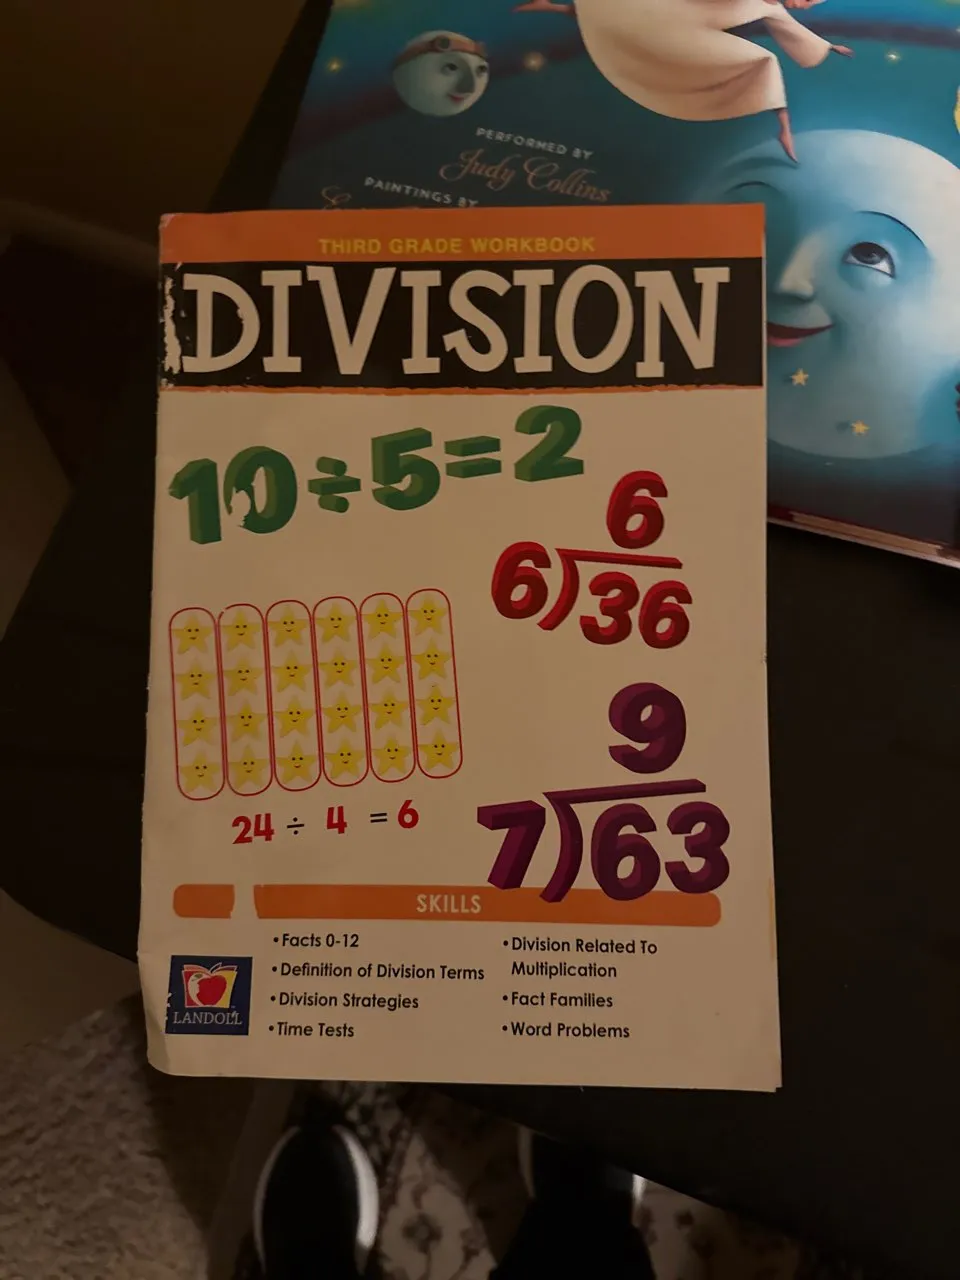 PERFORMED BY
Judy Collins
PAINTINGS BY
THIRD GRADE WORKBOOK
DIVISION
10÷5=2
6
6)36
9
7)63
24 ÷ 4 = 6
SKILLS
• Facts 0-12
• Definition of Division Terms
• Division Strategies
• Time Tests
• Division Related To
Multiplication
• Fact Families
• Word Problems
LANDOLL